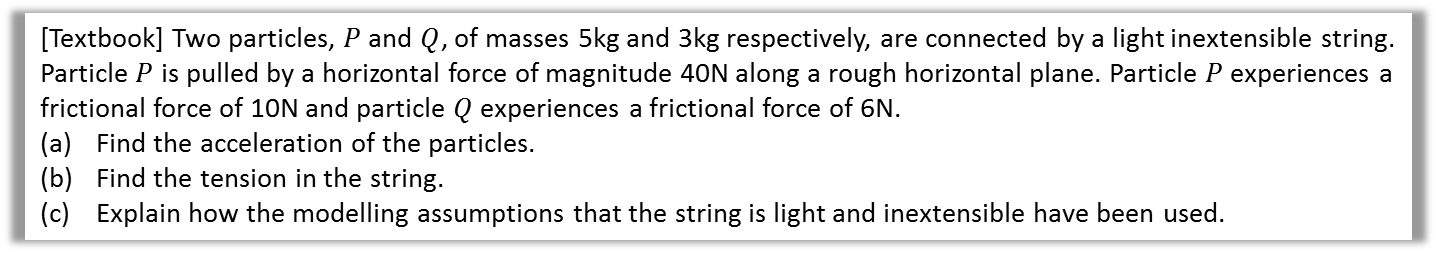 [Textbook] Two particles, P and Q, of masses 5kg and 3kg respectively, are connected by a light inextensible string.
Particle P is pulled by a horizontal force of magnitude 40N along a rough horizontal plane. Particle P experiences a
frictional force of 10N and particle Q experiences a frictional force of 6N.
(a) Find the acceleration of the particles.
(b) Find the tension in the string.
(c) Explain how the modelling assumptions that the string is light and inextensible have been used.